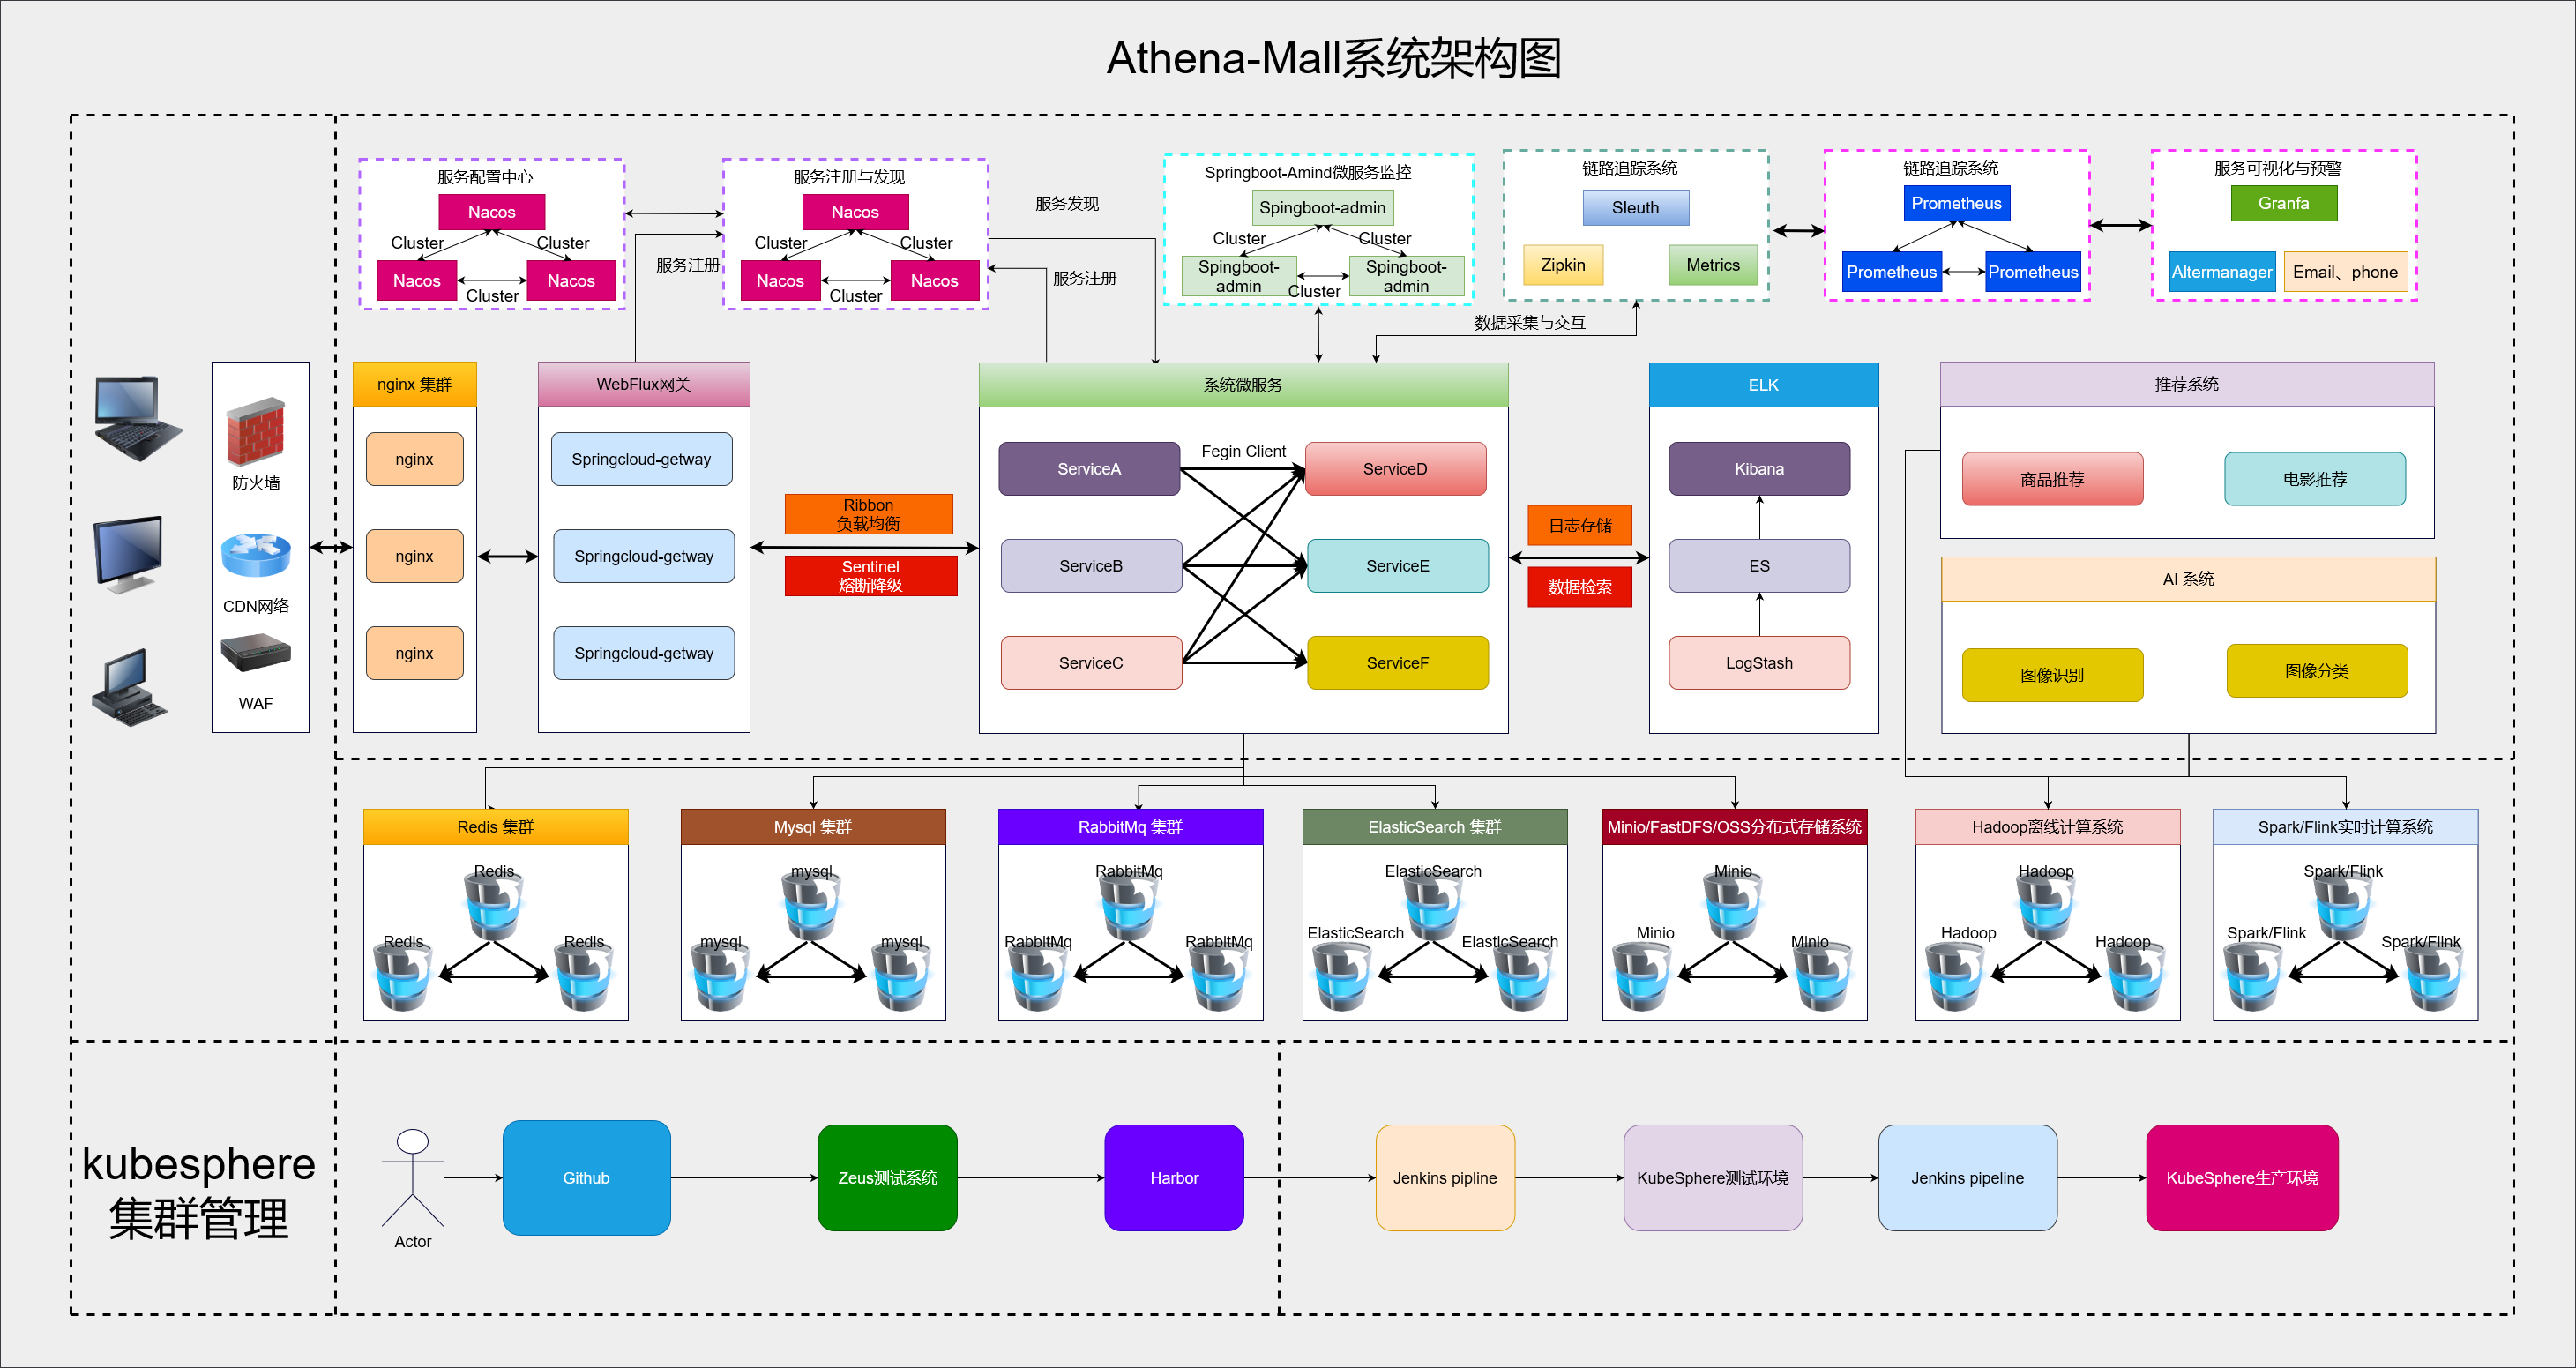 Athena-Mall系统架构图
服务配置中心
Nacos
Cluster
Cluster
Nacos
Nacos
Cluster
服务注册与发现
Nacos
Cluster
Cluster
Nacos
Nacos
Cluster
服务注册
服务发现
服务注册
Springboot-Amind微服务监控
Spingboot-admin
Cluster
Cluster
Spingboot-
admin
Spingboot-
admin
Cluster
链路追踪系统
Sleuth
Zipkin
Metrics
数据采集与交互
链路追踪系统
Prometheus
Prometheus
Prometheus
服务可视化与预警
Granfa
Altermanager
Email、phone
防火墙
CDN网络
WAF
nginx 集群
nginx
nginx
nginx
WebFlux网关
Springcloud-getway
Springcloud-getway
Springcloud-getway
Ribbon
负载均衡
Sentinel
熔断降级
系统微服务
Fegin Client
ServiceA
ServiceD
ServiceB
ServiceE
ServiceC
ServiceF
日志存储
数据检索
ELK
Kibana
ES
LogStash
推荐系统
商品推荐
电影推荐
AI 系统
图像识别
图像分类
Redis 集群
Redis
Redis
Redis
Mysql 集群
mysql
mysql
mysql
RabbitMq 集群
RabbitMq
RabbitMq
RabbitMq
ElasticSearch 集群
ElasticSearch
ElasticSearch
ElasticSearch
Minio/FastDFS/OSS分布式存储系统
Minio
Minio
Minio
Hadoop离线计算系统
Hadoop
Hadoop
Hadoop
Spark/Flink实时计算系统
Spark/Flink
Spark/Flink
Spark/Flink
kubesphere
集群管理
Actor
Github
Zeus测试系统
Harbor
Jenkins pipline
KubeSphere测试环境
Jenkins pipeline
KubeSphere生产环境